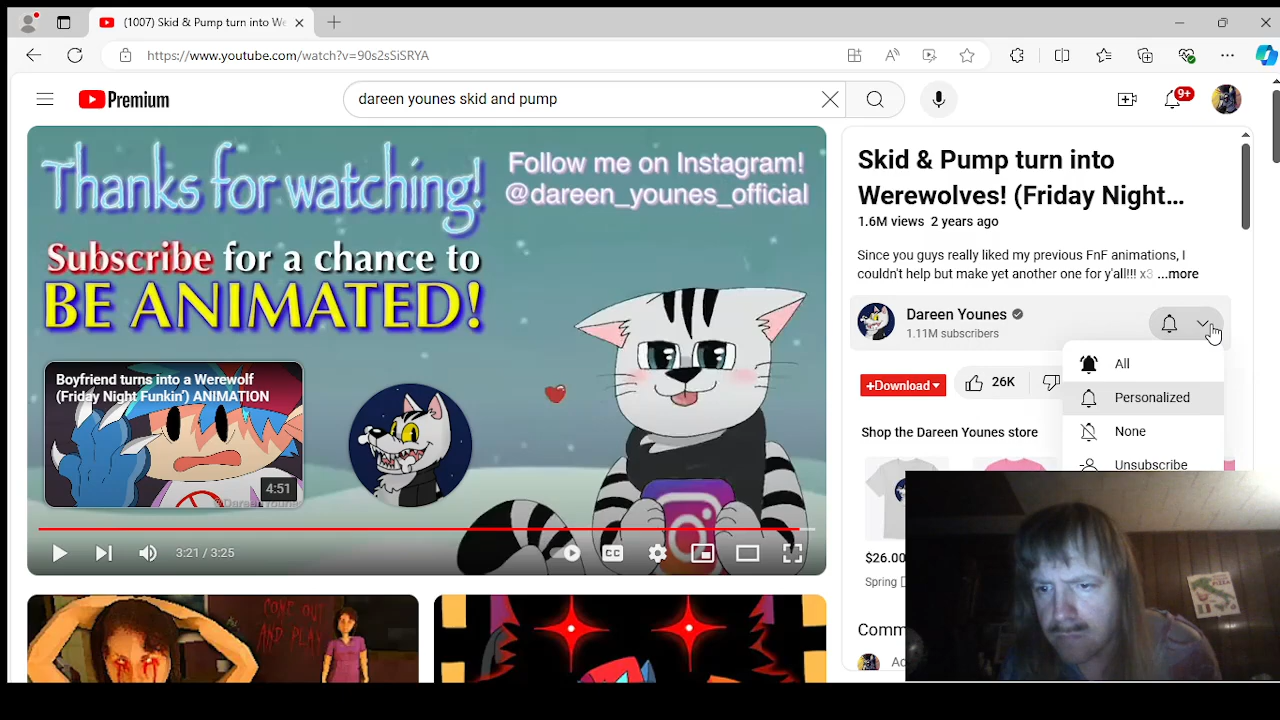 (1007) Skid & Pump turn into We
https://www.youtube.com/watch?v=90s2sSiSRYA
Premium
dareen younes skid and pump
9+
Thanks for watching!
Follow me on Instagram!
@dareen_younes_official
Subscribe for a chance to
BE ANIMATED!
Boyfriend turns into a Werewolf
(Friday Night Funkin') ANIMATION
4:51
3:21 / 3:25
CC
COME OUT
AND PLAY
Skid & Pump turn into
Werewolves! (Friday Night...
1.6M views 2 years ago
Since you guys really liked my previous FnF animations, I
couldn't help but make yet another one for y'all!!! x3 ...more
Dareen Younes
1.11M subscribers
All
Personalized
None
Unsubscribe
+Download
26K
Shop the Dareen Younes store
$26.00
Spring
Comm
Ad
PIZZA